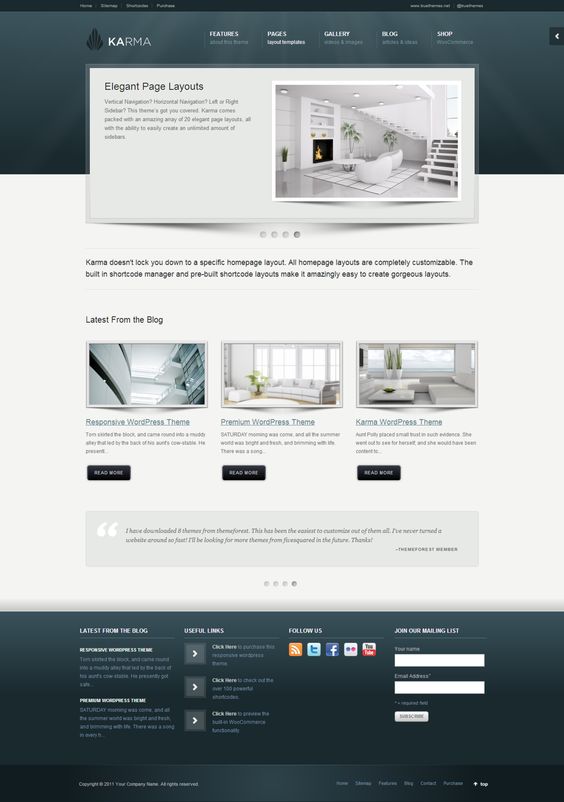 Home Sitemap Shortcodes Purchase
www.truethemes.net @truethemes
KARMA
FEATURES
about this theme
PAGES
layout templates
GALLERY
videos & images
BLOG
articles & ideas
SHOP
WooCommerce
Elegant Page Layouts
Vertical Navigation? Horizontal Navigation? Left or Right
Sidebar? This theme's got you covered. Karma comes
packed with an amazing array of 20 elegant page layouts, all
with the ability to easily create an unlimited amount of
sidebars.
Karma doesn't lock you down to a specific homepage layout. All homepage layouts are completely customizable. The
built in shortcode manager and pre-built shortcode layouts make it amazingly easy to create gorgeous layouts.
Latest From the Blog
Responsive WordPress Theme
Tom skirted the block, and came round into a muddy
alley that led by the back of his aunt's cow-stable. He
presentl...
READ MORE
Premium WordPress Theme
SATURDAY morning was come, and all the summer
world was bright and fresh, and brimming with life.
There was a song...
READ MORE
Karma WordPress Theme
Aunt Polly placed small trust in such evidence. She
went out to see for herself; and she would have been
content to...
READ MORE
I have downloaded 8 themes from themeforest. This has been the easiest to customize out of them all. I've never turned a
website around so fast! I'll be looking for more themes from fivesquared in the future. Thanks!
–THEMEFOREST MEMBER
LATEST FROM THE BLOG
RESPONSIVE WORDPRESS THEME
Tom skirted the block, and came round
into a muddy alley that led by the back of
his aunt's cow-stable. He presently got
safe...
PREMIUM WORDPRESS THEME
SATURDAY morning was come, and all
the summer world was bright and fresh,
and brimming with life. There was a song
in every h...
USEFUL LINKS
Click Here to purchase this
responsive wordpress
theme.
Click Here to check out the
over 100 powerful
shortcodes.
Click Here to preview the
built-in WooCommerce
functionality
FOLLOW US
You
Tube
JOIN OUR MAILING LIST
Your name
Email Address*
* = required field
SUBSCRIBE
Copyright © 2011 Your Company Name. All rights reserved.
Home Sitemap Features Blog Contact Purchase top